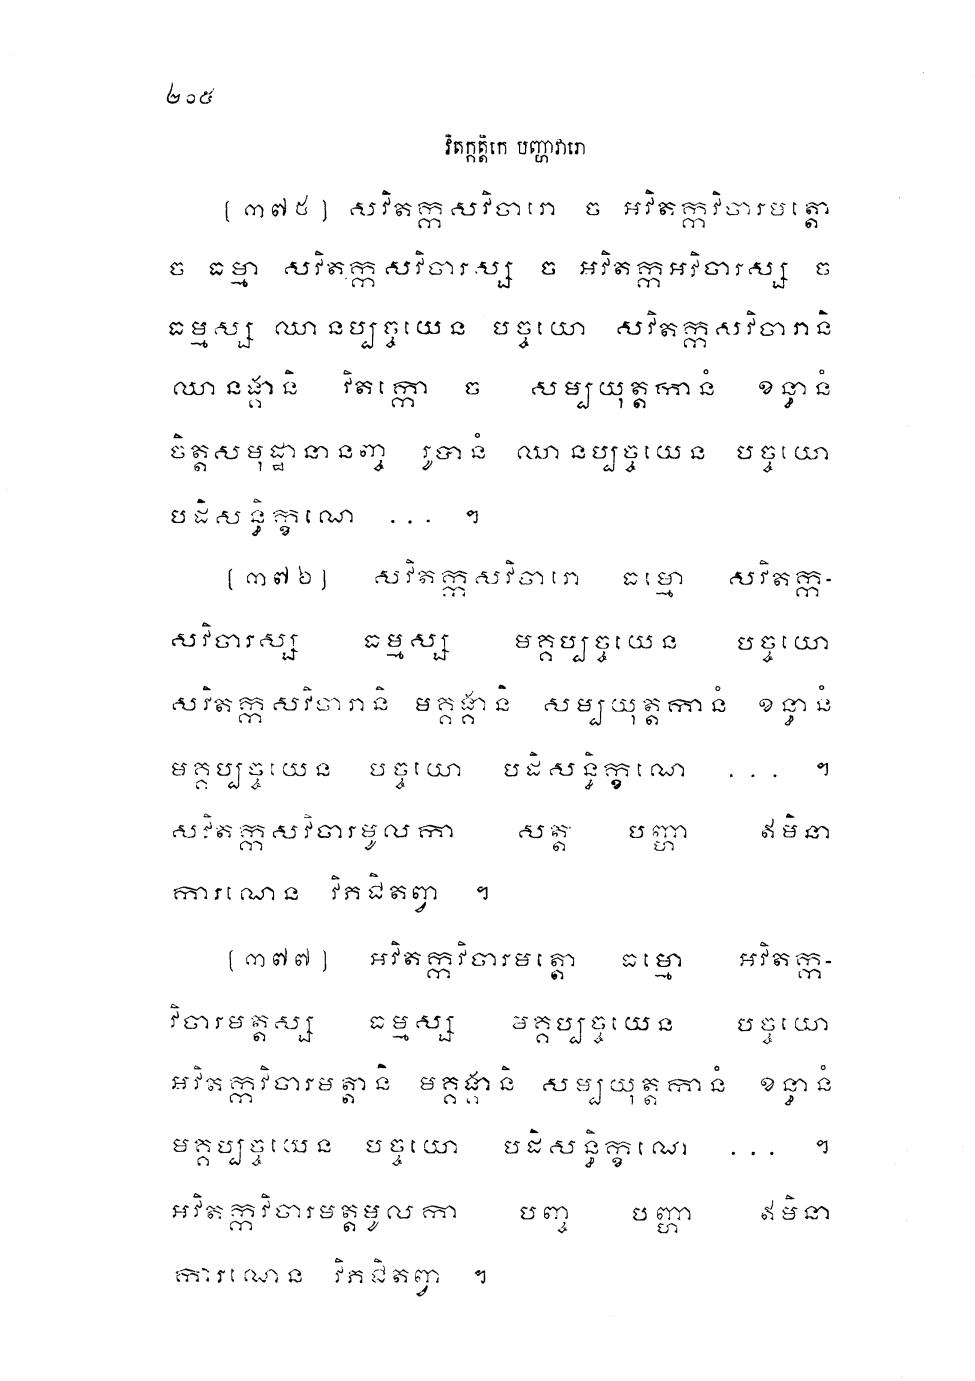 ២០៥
វិតក្កត្តិកេ បញ្ហាវារោ
(៣៧៥) សវិតក្កសវិចារោ ច អវិតក្កវិចារមត្តោ
ច ធម្មា សវិតក្កសវិចារស្ស ច អវិតក្កអវិចារស្ស ច
ធម្មស្ស ឈានប្បច្ចយេន បច្ចយោ សវិតក្កសវិចារានិ
ឈានង្គានិ វិតក្កោ ច សម្បយុត្តកានំ ខន្ធានំ
ចិត្តសមុដ្ឋានានញ្ច រូបានំ ឈានប្បច្ចយេន បច្ចយោ
បដិសន្ធិក្ខណេ ... ៗ
(៣៧៦) សវិតក្កសវិចារោ ធម្មោ សវិតក្ក-
សវិចារស្ស ធម្មស្ស មគ្គប្បច្ចយេន បច្ចយោ
សវិតក្កសវិចារានិ មគ្គង្គានិ សម្បយុត្តកានំ ខន្ធានំ
មគ្គប្បច្ចយេន បច្ចយោ បដិសន្ធិក្ខណេ ... ៗ
សវិតក្កសវិចារមូលកា សត្ត បញ្ហា ឥមិនា
ការណេន វិភជិតព្វា ៗ
(៣៧៧) អវិតក្កវិចារមត្តោ ធម្មោ អវិតក្ក-
វិចារមត្តស្ស ធម្មស្ស មគ្គប្បច្ចយេន បច្ចយោ
អវិតក្កវិចារមត្តានិ មគ្គង្គានិ សម្បយុត្តកានំ ខន្ធានំ
មគ្គប្បច្ចយេន បច្ចយោ បដិសន្ធិក្ខណេ ... ៗ
អវិតក្កវិចារមត្តមូលកា បញ្ច បញ្ហា ឥមិនា
ការណេន វិភជិតព្វា ៗ